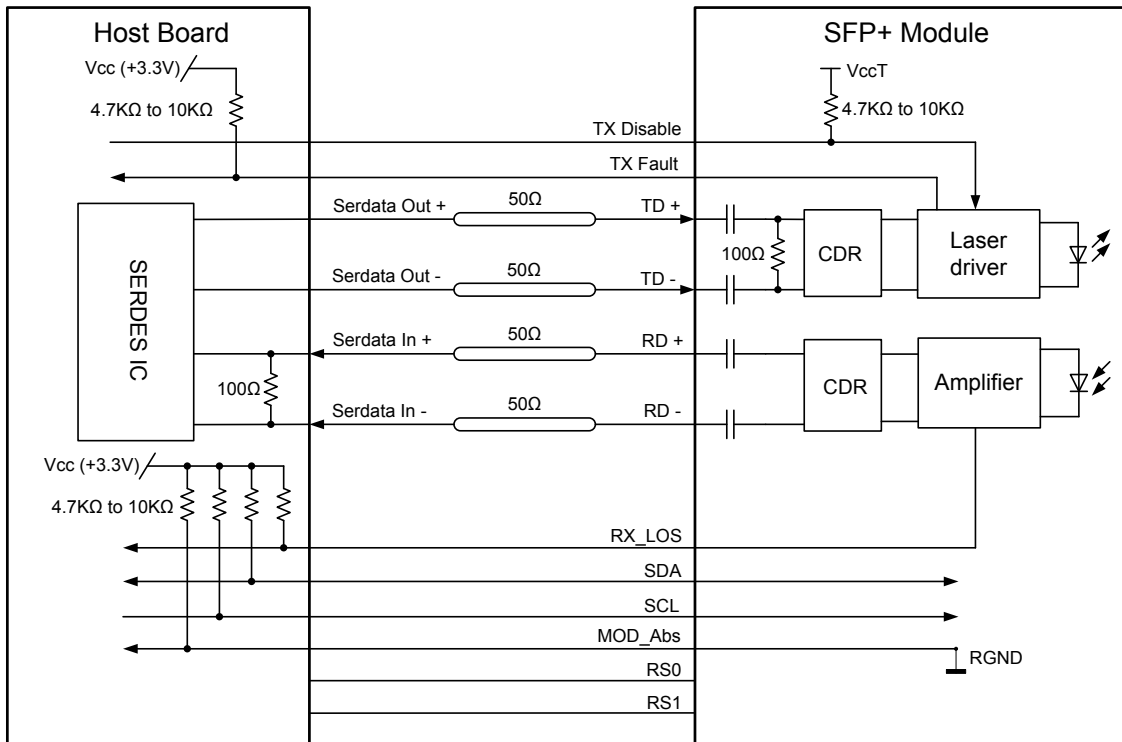 Host Board
SFP+ Module
Vcc (+3.3V)
4.7KΩ to 10KΩ
VccT
4.7KΩ to 10KΩ
TX Disable
TX Fault
SERDES IC
Serdata Out +
50Ω
TD +
Serdata Out -
50Ω
TD -
100Ω
CDR
Laser
driver
Serdata In +
50Ω
RD +
100Ω
Serdata In -
50Ω
RD -
CDR
Amplifier
Vcc (+3.3V)
4.7KΩ to 10KΩ
RX_LOS
SDA
SCL
MOD_Abs
RGND
RS0
RS1